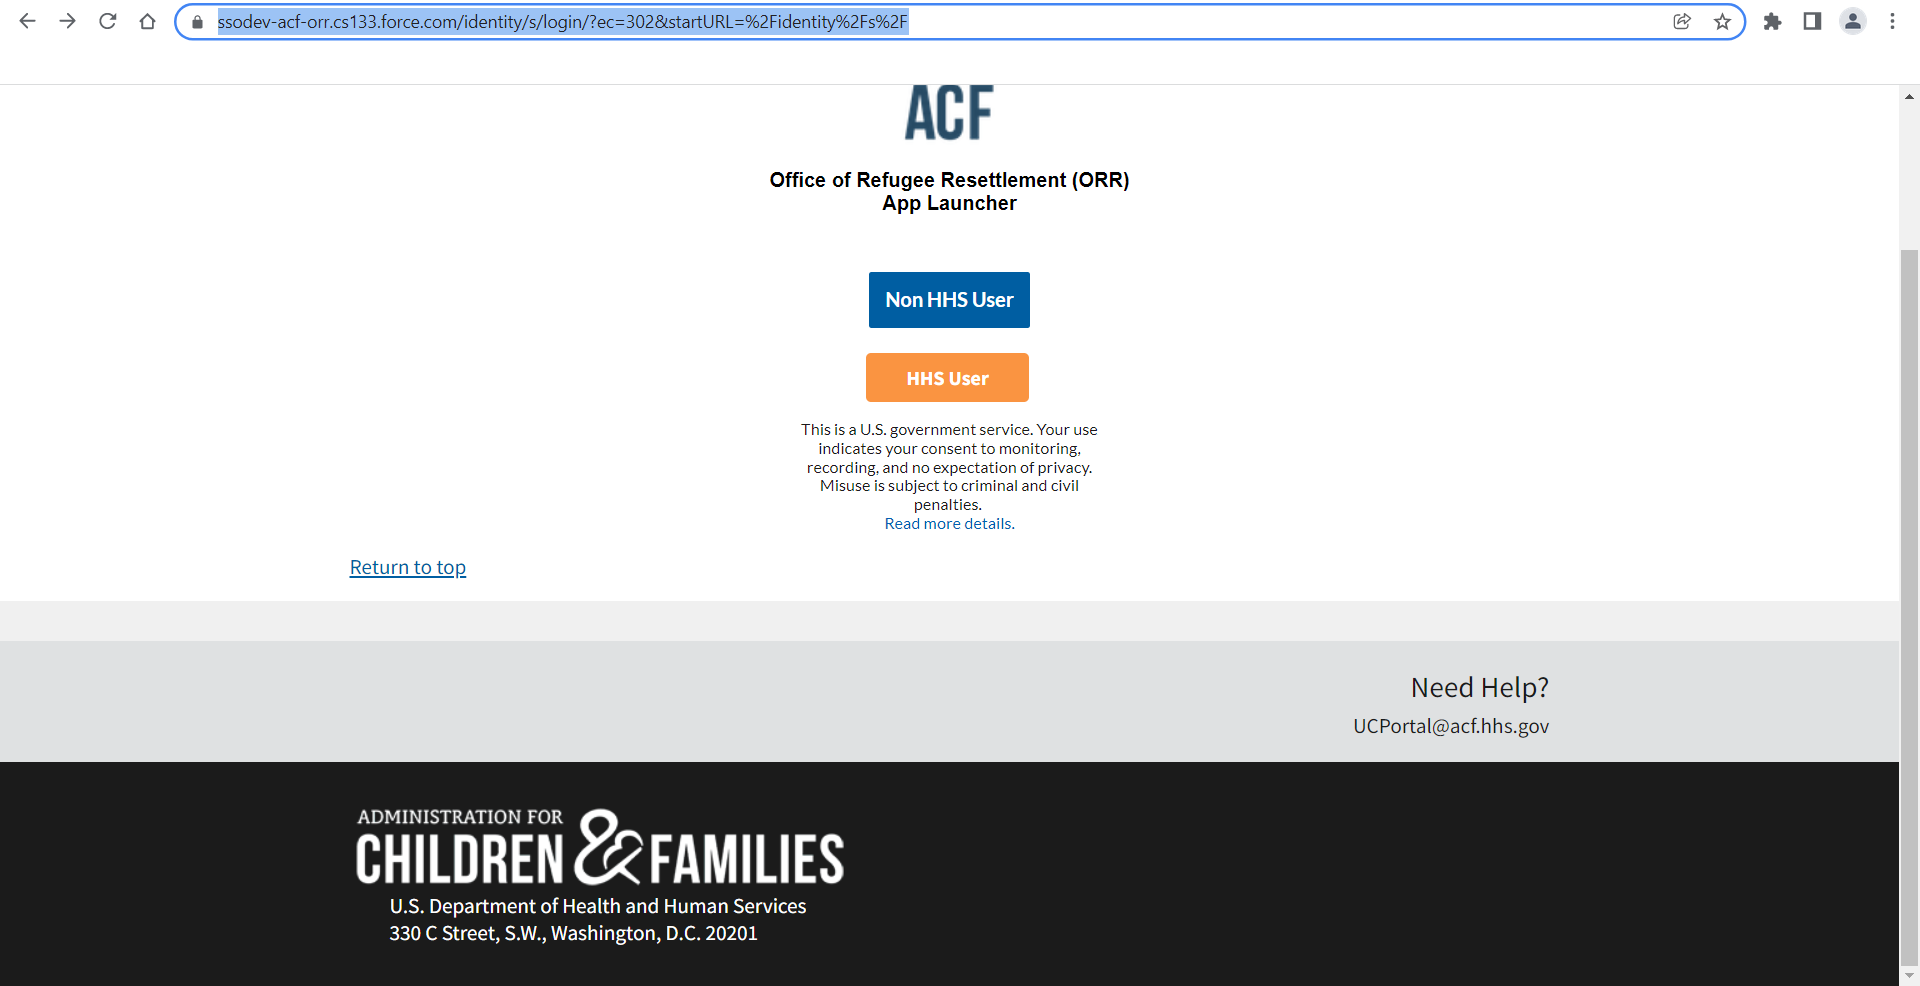 ssodev-acf-orr.cs133.force.com/identity/s/login/?ec=302&startURL=%2Fidentity%2Fs%2F
ACF
Office of Refugee Resettlement (ORR)
App Launcher
Non HHS User
HHS User
This is a U.S. government service. Your use
indicates your consent to monitoring,
recording, and no expectation of privacy.
Misuse is subject to criminal and civil
penalties.
Read more details.
Return to top
Need Help?
UCPortal@acf.hhs.gov
ADMINISTRATION FOR
CHILDREN & FAMILIES
U.S. Department of Health and Human Services
330 C Street, S.W., Washington, D.C. 20201